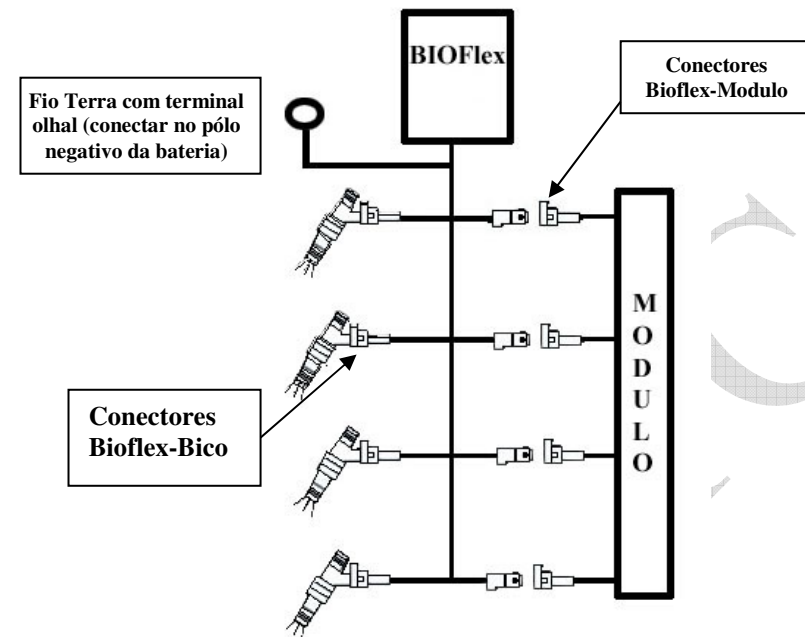 BIOFlex
Conectores
Bioflex-Modulo
Fio Terra com terminal
olhal (conectar no pólo
negativo da bateria)
M
O
D
U
L
O
Conectores
Bioflex-Bico